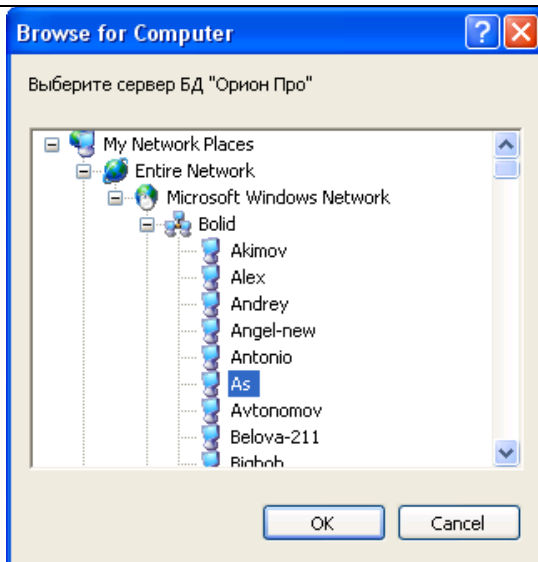 Browse for Computer
Выберите сервер БД "Орион Про"
My Network Places
Entire Network
Microsoft Windows Network
Bolid
Akimov
Alex
Andrey
Angel-new
Antonio
As
Avtonomov
Belova-211
Bigbob
OK Cancel